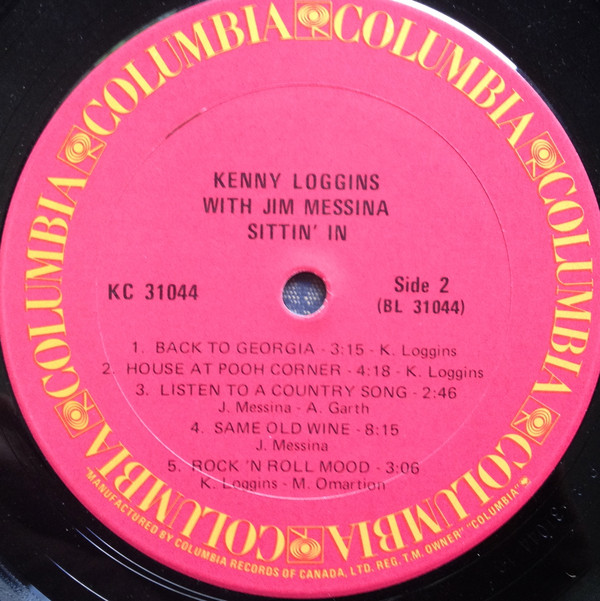 COLUMBIA COLUMBIA COLUMBIA COLUMBIA COLUMBIA COLUMBIA COLUMBIA COLUMBIA
KENNY LOGGINS
WITH JIM MESSINA
SITTIN' IN
KC 31044
Side 2
(BL 31044)
1. BACK TO GEORGIA - 3:15 - K. Loggins
2. HOUSE AT POOH CORNER - 4:18 - K. Loggins
3. LISTEN TO A COUNTRY SONG - 2:46
J. Messina - A. Garth
4. SAME OLD WINE - 8:15
J. Messina
5. ROCK 'N ROLL MOOD - 3:06
K. Loggins - M. Omartion
"MANUFACTURED BY COLUMBIA RECORDS OF CANADA, LTD. REG. T.M. OWNER" "COLUMBIA"